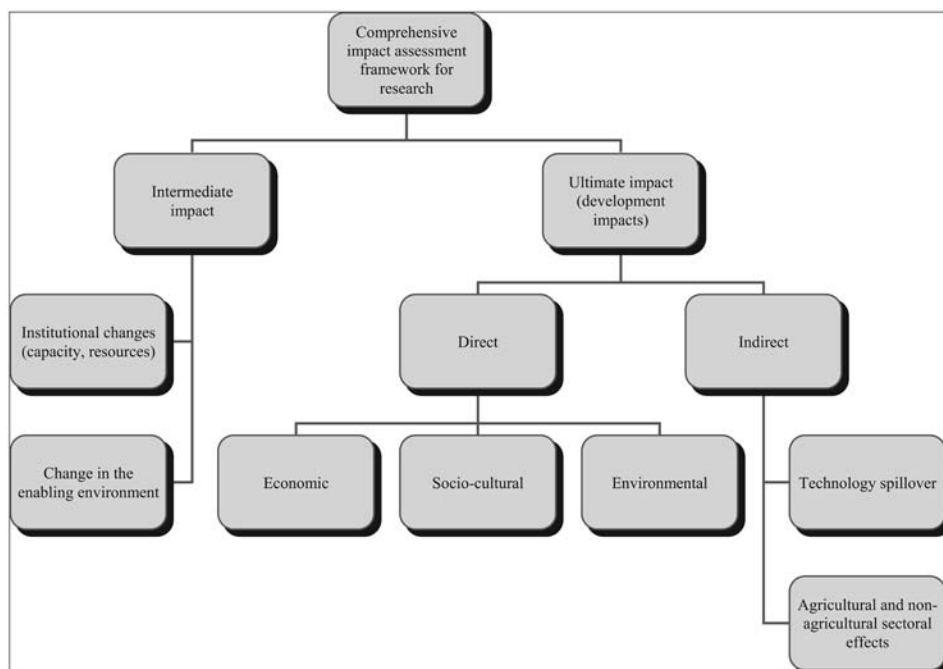 Comprehensive
impact assessment
framework for
research
Intermediate
impact
Ultimate impact
(development
impacts)
Institutional changes
(capacity, resources)
Direct
Indirect
Change in the
enabling environment
Economic
Socio-cultural
Environmental
Technology spillover
Agricultural and non-
agricultural sectoral
effects